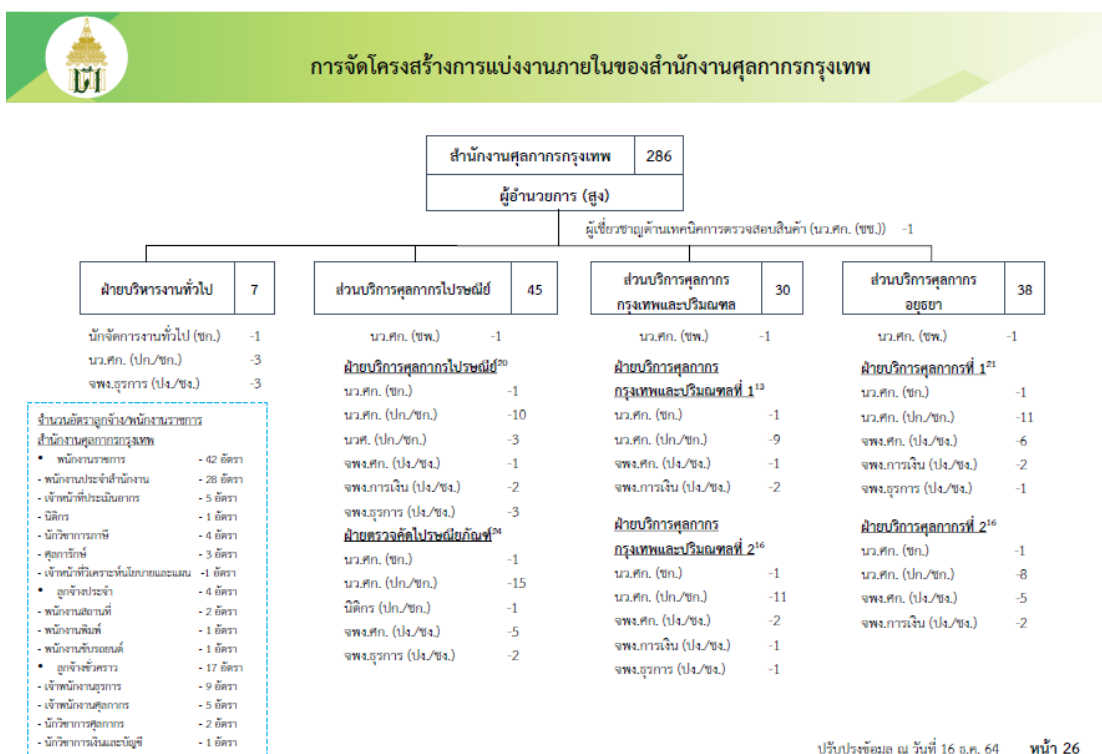 การจัดโครงสร้างการแบ่งงานภายในของสำนักงานศุลกากรกรุงเทพ
สำนักงานศุลกากรกรุงเทพ 286
ผู้อำนวยการ (สูง)
ผู้เชี่ยวชาญด้านเทคนิคการตรวจสอบสินค้า (นว.ศก. (ชช.)) -1
ฝ่ายบริหารงานทั่วไป 7
นักจัดการงานทั่วไป (ชก.) -1
นว.ศก. (ปก./ชก.) -3
จพง.ธุรการ (ปง./ชง.) -3
จำนวนอัตราลูกจ้าง/พนักงานราชการ
สำนักงานศุลกากรกรุงเทพ
• พนักงานราชการ - 42 อัตรา
- พนักงานประจำสำนักงาน - 28 อัตรา
- เจ้าหน้าที่ประเมินอากร - 5 อัตรา
- นิติกร - 1 อัตรา
- นักวิชาการภาษี - 4 อัตรา
- ศุลการักษ์ - 3 อัตรา
- เจ้าหน้าที่วิเคราะห์นโยบายและแผน -1 อัตรา
• ลูกจ้างประจำ - 4 อัตรา
- พนักงานสถานที่ - 2 อัตรา
- พนักงานพิมพ์ - 1 อัตรา
- พนักงานขับรถยนต์ - 1 อัตรา
• ลูกจ้างชั่วคราว - 17 อัตรา
- เจ้าพนักงานธุรการ - 9 อัตรา
- เจ้าพนักงานศุลกากร - 5 อัตรา
- นักวิชาการศุลกากร - 2 อัตรา
- นักวิชาการเงินและบัญชี - 1 อัตรา
ส่วนบริการศุลกากรไปรษณีย์ 45
นว.ศก. (ชพ.) -1
ฝ่ายบริการศุลกากรไปรษณีย์20
นว.ศก. (ชก.) -1
นว.ศก. (ปก./ชก.) -10
นวศ. (ปก./ชก.) -3
จพง.ศก. (ปง./ชง.) -1
จพง.การเงิน (ปง./ชง.) -2
จพง.ธุรการ (ปง./ชง.) -3
ฝ่ายตรวจคัดไปรษณียภัณฑ์24
นว.ศก. (ชก.) -1
นว.ศก. (ปก./ชก.) -15
นิติกร (ปก./ชก.) -1
จพง.ศก. (ปง./ชง.) -5
จพง.ธุรการ (ปง./ชง.) -2
ส่วนบริการศุลกากร
กรุงเทพและปริมณฑล 30
นว.ศก. (ชพ.) -1
ฝ่ายบริการศุลกากร
กรุงเทพและปริมณฑลที่ 113
นว.ศก. (ชก.) -1
นว.ศก. (ปก./ชก.) -9
จพง.ศก. (ปง./ชง.) -1
จพง.การเงิน (ปง./ชง.) -2
ฝ่ายบริการศุลกากร
กรุงเทพและปริมณฑลที่ 216
นว.ศก. (ชก.) -1
นว.ศก. (ปก./ชก.) -11
จพง.ศก. (ปง./ชง.) -2
จพง.การเงิน (ปง./ชง.) -1
จพง.ธุรการ (ปง./ชง.) -1
ส่วนบริการศุลกากร
อยุธยา 38
นว.ศก. (ชพ.) -1
ฝ่ายบริการศุลกากรที่ 121
นว.ศก. (ชก.) -1
นว.ศก. (ปก./ชก.) -11
จพง.ศก. (ปง./ชง.) -6
จพง.การเงิน (ปง./ชง.) -2
จพง.ธุรการ (ปง./ชง.) -1
ฝ่ายบริการศุลกากรที่ 216
นว.ศก. (ชก.) -1
นว.ศก. (ปก./ชก.) -8
จพง.ศก. (ปง./ชง.) -5
จพง.การเงิน (ปง./ชง.) -2
ปรับปรุงข้อมูล ณ วันที่ 16 ธ.ค. 64 หน้า 26